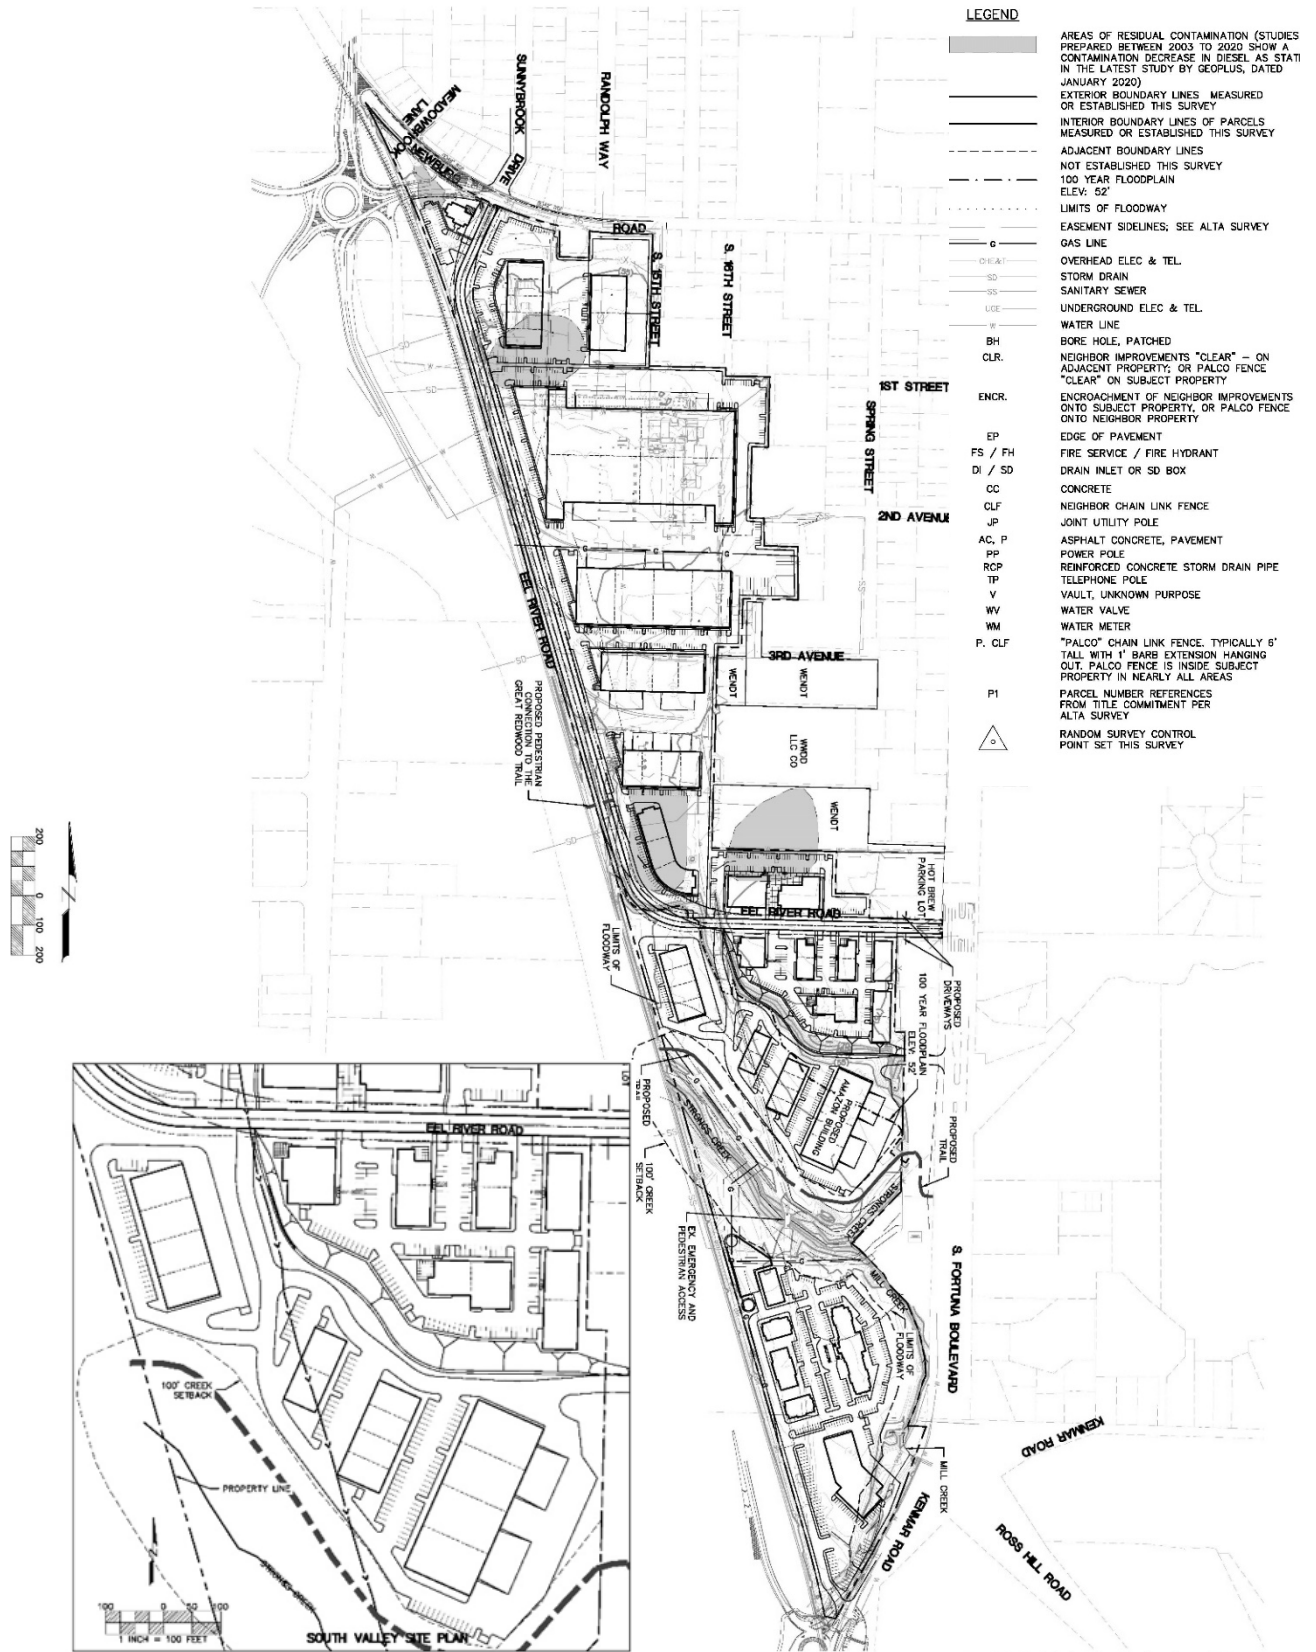 LEGEND
AREAS OF RESIDUAL CONTAMINATION (STUDIES
PREPARED BETWEEN 2003 TO 2020 SHOW A
CONTAMINATION DECREASE IN DIESEL AS STAT
IN THE LATEST STUDY BY GEOPLUS, DATED
JANUARY 2020)
EXTERIOR BOUNDARY LINES MEASURED
OR ESTABLISHED THIS SURVEY
INTERIOR BOUNDARY LINES OF PARCELS
MEASURED OR ESTABLISHED THIS SURVEY
ADJACENT BOUNDARY LINES
NOT ESTABLISHED THIS SURVEY
100 YEAR FLOODPLAIN
ELEV: 52'
LIMITS OF FLOODWAY
EASEMENT SIDELINES; SEE ALTA SURVEY
G GAS LINE
OHE&T OVERHEAD ELEC & TEL.
SD STORM DRAIN
SS SANITARY SEWER
UGE UNDERGROUND ELEC & TEL.
W WATER LINE
BH BORE HOLE, PATCHED
CLR. NEIGHBOR IMPROVEMENTS "CLEAR" - ON
ADJACENT PROPERTY; OR PALCO FENCE
"CLEAR" ON SUBJECT PROPERTY
ENCR. ENCROACHMENT OF NEIGHBOR IMPROVEMENTS
ONTO SUBJECT PROPERTY, OR PALCO FENCE
ONTO NEIGHBOR PROPERTY
EP EDGE OF PAVEMENT
FS / FH FIRE SERVICE / FIRE HYDRANT
DI / SD DRAIN INLET OR SD BOX
CC CONCRETE
CLF NEIGHBOR CHAIN LINK FENCE
JP JOINT UTILITY POLE
AC, P ASPHALT CONCRETE, PAVEMENT
PP POWER POLE
RCP REINFORCED CONCRETE STORM DRAIN PIPE
TP TELEPHONE POLE
V VAULT, UNKNOWN PURPOSE
WV WATER VALVE
WM WATER METER
P. CLF "PALCO" CHAIN LINK FENCE. TYPICALLY 6'
TALL WITH 1' BARB EXTENSION HANGING
OUT. PALCO FENCE IS INSIDE SUBJECT
PROPERTY IN NEARLY ALL AREAS
P1 PARCEL NUMBER REFERENCES
FROM TITLE COMMITMENT PER
ALTA SURVEY
RANDOM SURVEY CONTROL
POINT SET THIS SURVEY
MEADOWBROOK
LANE
NEWBURG
SUNNYBROOK
DRIVE
RANDOLPH WAY
ROAD
S. 15TH STREET
S. 16TH STREET
1ST STREET
SPRING STREET
2ND AVENUE
EEL RIVER ROAD
3RD AVENUE
WENDT
WENDT
WWOD
LLC CO
WENDT
PROPOSED PEDESTRIAN
CONNECTION TO THE
GREAT REDWOOD TRAIL
200
0
100
200
HOT BREW
PARKING LOT
EEL RIVER ROAD
LIMITS OF
FLOODWAY
PROPOSED
DRIVEWAYS
100 YEAR FLOODPLAIN
ELEV: 52'
PROPOSED
AMAZON BUILDING
PROPOSED
TRAIL
PROPOSED
STRONGS CREEK
100' CREEK
SETBACK
STRONGS CREEK
EX. EMERGENCY AND
PEDESTRIAN ACCESS
S. FORTUNA BOULEVARD
MILL CREEK
LIMITS OF
FLOODWAY
MILL CREEK
KENMAR ROAD
KENMAR ROAD
ROSS HILL ROAD
EEL RIVER ROAD
100' CREEK
SETBACK
PROPERTY LINE
STRONGS CREEK
100 0 50 100
1 INCH = 100 FEET
SOUTH VALLEY SITE PLAN